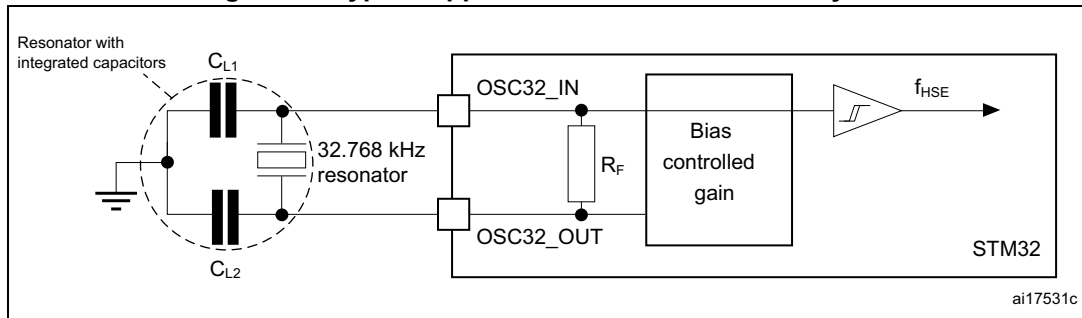 Resonator with
integrated capacitors
CL1
OSC32_IN
fHSE
32.768 kHz
resonator
RF
Bias
controlled
gain
OSC32_OUT
CL2
STM32
ai17531c